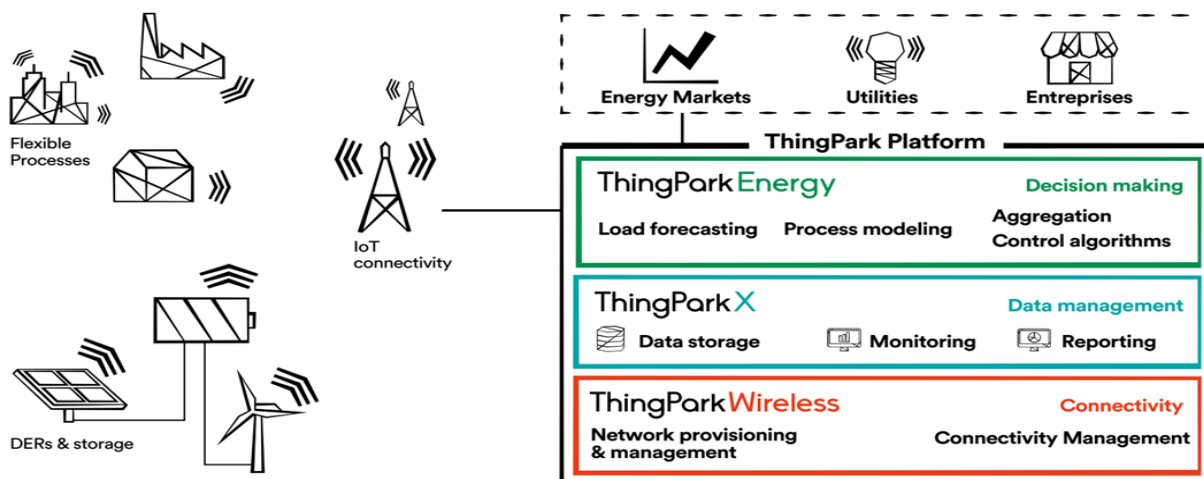 Flexible
Processes
IoT
connectivity
DERs & storage
Energy Markets
Utilities
Entreprises
ThingPark Platform
ThingPark Energy
Decision making
Load forecasting
Process modeling
Aggregation
Control algorithms
ThingPark X
Data management
Data storage
Monitoring
Reporting
ThingPark Wireless
Connectivity
Network provisioning
& management
Connectivity Management